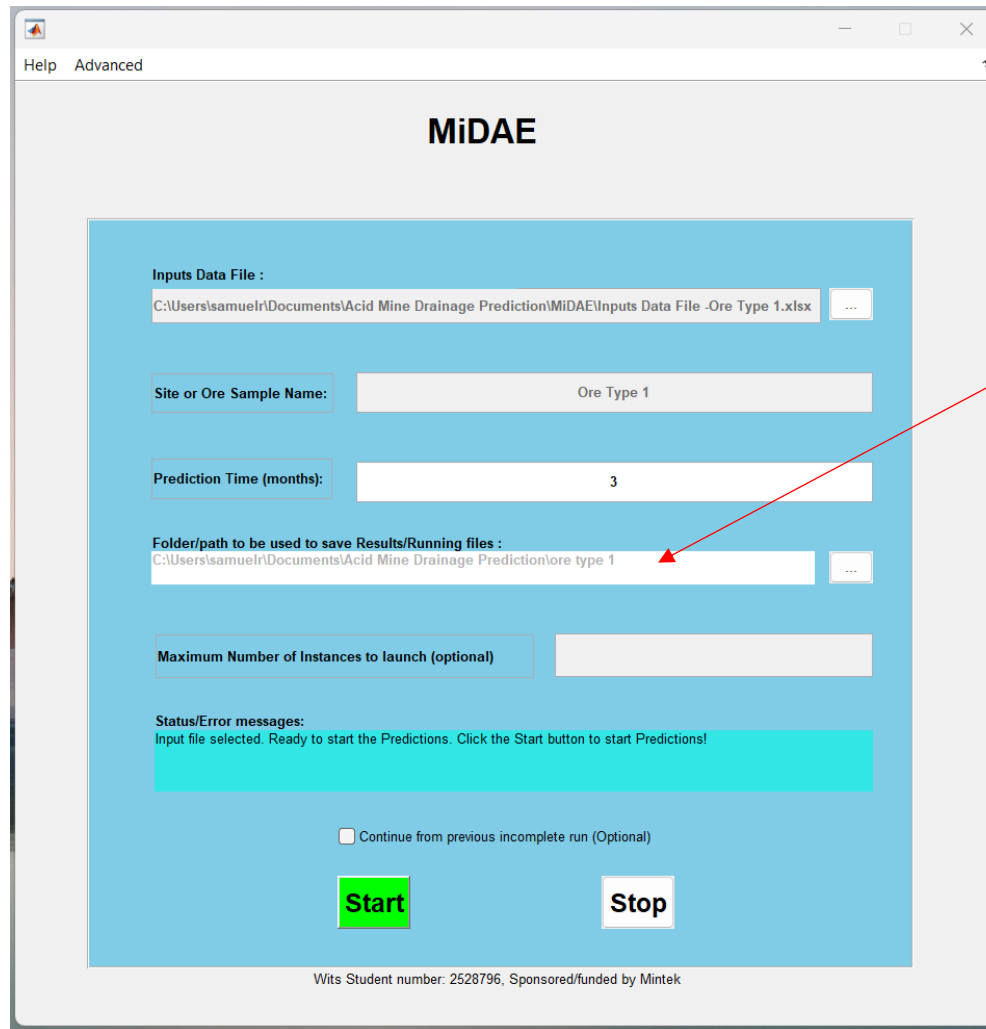 Help Advanced
MiDAE
Inputs Data File :
C:\Users\samuelr\Documents\Acid Mine Drainage Prediction\MiDAE\Inputs Data File -Ore Type 1.xlsx ...
Site or Ore Sample Name: Ore Type 1
Prediction Time (months): 3
Folder/path to be used to save Results/Running files :
C:\Users\samuelr\Documents\Acid Mine Drainage Prediction\ore type 1 ...
Maximum Number of Instances to launch (optional)
Status/Error messages:
Input file selected. Ready to start the Predictions. Click the Start button to start Predictions!
Continue from previous incomplete run (Optional)
Start Stop
Wits Student number: 2528796, Sponsored/funded by Mintek